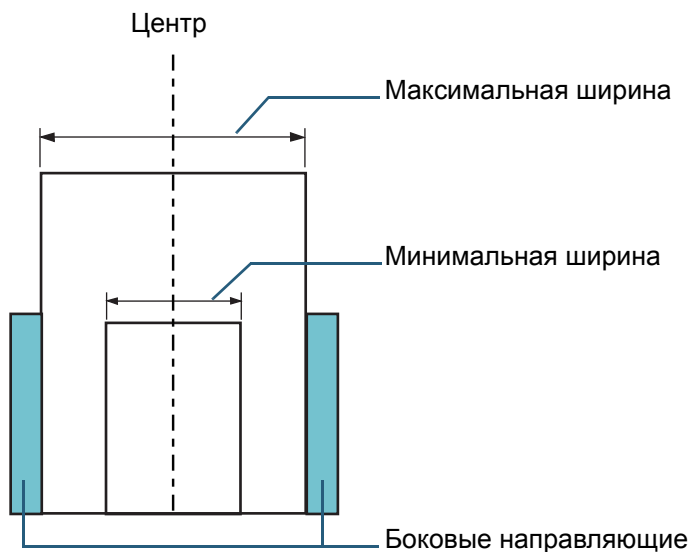 Центр
Максимальная ширина
Минимальная ширина
Боковые направляющие